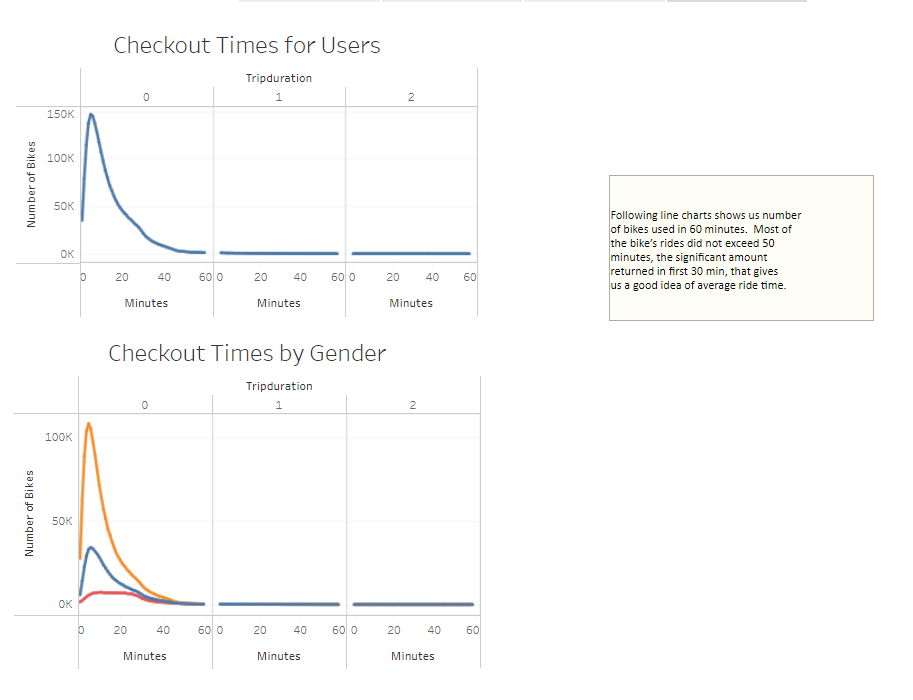 Checkout Times for Users
Tripduration
0 1 2
150K
100K
50K
0K
Number of Bikes
0 20 40 60 0 20 40 60 0 20 40 60
Minutes Minutes Minutes
Following line charts shows us number
of bikes used in 60 minutes.  Most of
the bike's rides did not exceed 50
minutes, the significant amount
returned in first 30 min, that gives
us a good idea of average ride time.
Checkout Times by Gender
Tripduration
0 1 2
100K
50K
0K
Number of Bikes
0 20 40 60 0 20 40 60 0 20 40 60
Minutes Minutes Minutes